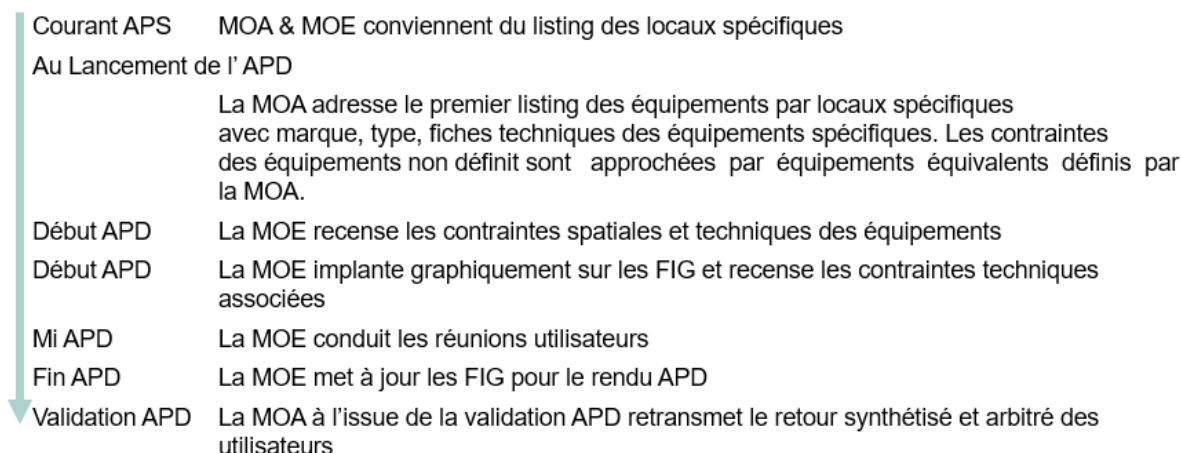 Courant APS MOA & MOE conviennent du listing des locaux spécifiques
Au Lancement de l' APD
La MOA adresse le premier listing des équipements par locaux spécifiques
avec marque, type, fiches techniques des équipements spécifiques. Les contraintes
des équipements non définit sont approchées par équipements équivalents définis par
la MOA.
Début APD La MOE recense les contraintes spatiales et techniques des équipements
Début APD La MOE implante graphiquement sur les FIG et recense les contraintes techniques
associées
Mi APD La MOE conduit les réunions utilisateurs
Fin APD La MOE met à jour les FIG pour le rendu APD
Validation APD La MOA à l'issue de la validation APD retransmet le retour synthétisé et arbitré des
utilisateurs